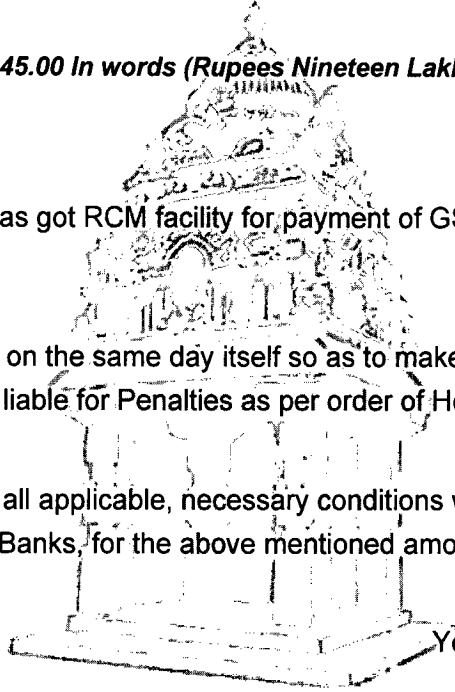 45.00 In words (Rupees Nineteen Lakh
as got RCM facility for payment of GS
on the same day itself so as to make
liable for Penalties as per order of Ho
all applicable, necessary conditions w
Banks, for the above mentioned amo
Yo